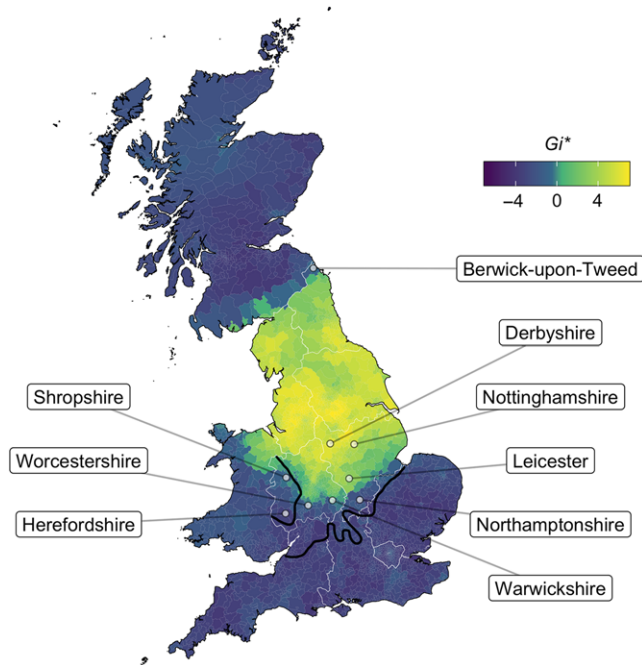 Gi*
−4 0 4
Berwick-upon-Tweed
Derbyshire
Shropshire
Nottinghamshire
Worcestershire
Leicester
Herefordshire
Northamptonshire
Warwickshire